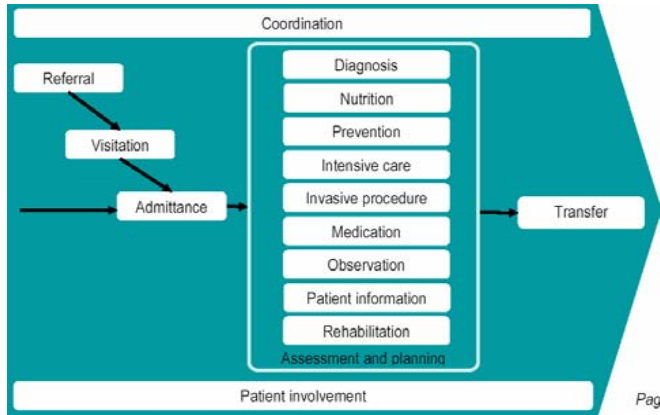 Coordination
Referral
Visitation
Admittance
Diagnosis
Nutrition
Prevention
Intensive care
Invasive procedure
Medication
Observation
Patient information
Rehabilitation
Assessment and planning
Transfer
Patient involvement
Pag